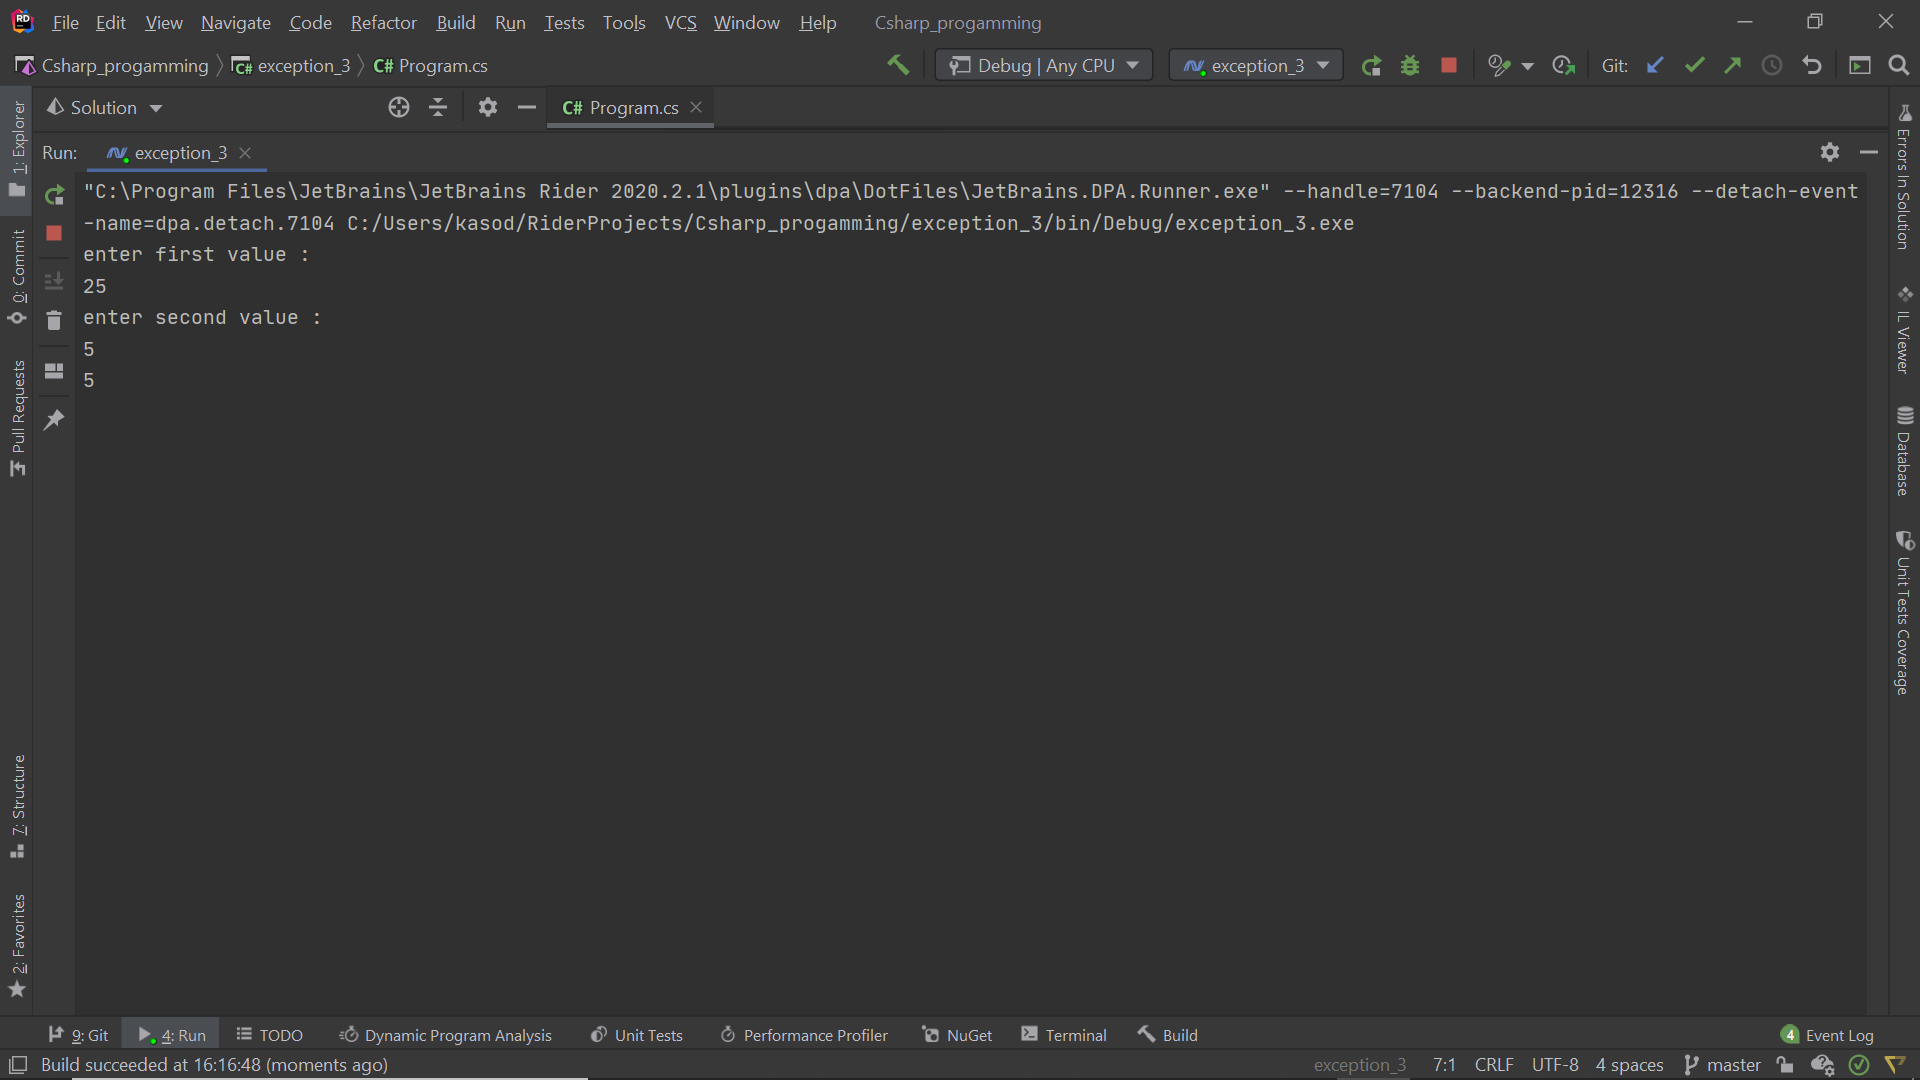 File Edit View Navigate Code Refactor Build Run Tests Tools VCS Window Help Csharp_progamming
Csharp_progamming exception_3 C# Program.cs Debug | Any CPU exception_3 Git:
Solution C# Program.cs
Run: exception_3
"C:\Program Files\JetBrains\JetBrains Rider 2020.2.1\plugins\dpa\DotFiles\JetBrains.DPA.Runner.exe" --handle=7104 --backend-pid=12316 --detach-event
-name=dpa.detach.7104 C:/Users/kasod/RiderProjects/Csharp_progamming/exception_3/bin/Debug/exception_3.exe
enter first value :
25
enter second value :
5
5
1: Explorer
0: Commit
Pull Requests
7: Structure
2: Favorites
Errors In Solution
IL Viewer
Database
Unit Tests Coverage
9: Git 4: Run TODO Dynamic Program Analysis Unit Tests Performance Profiler NuGet Terminal Build 4 Event Log
Build succeeded at 16:16:48 (moments ago) exception_3 7:1 CRLF UTF-8 4 spaces master